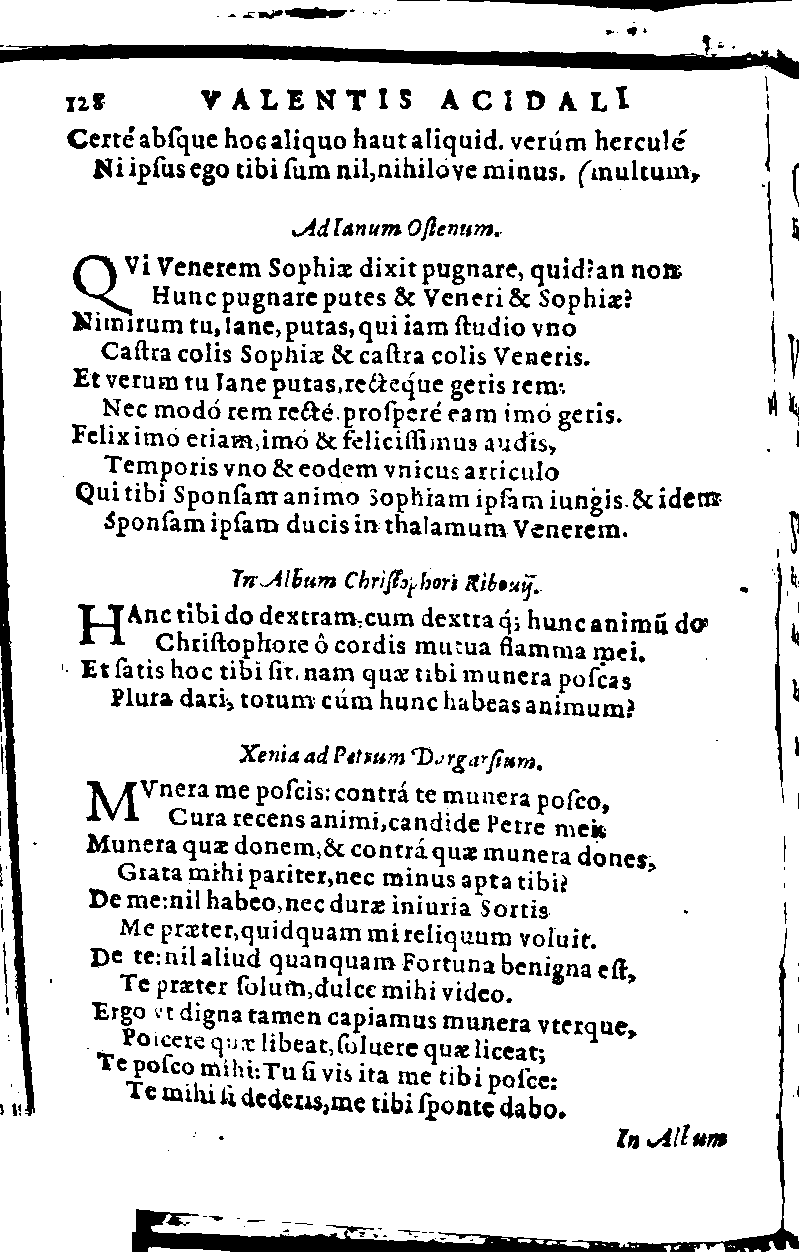 128 VALENTIS ACIDALI
Certé abſque hoc aliquo haut aliquid. verúm herculé
Ni ipſus ego tibi ſum nil, nihilóve minus. (multum,
Ad Ianum Oſtenum.
QVi Venerem Sophiæ dixit pugnare, quid? an non
Hunc pugnare putes & Veneri & Sophiæ?
Nimirum tu, Iane, putas, qui iam ſtudio vno
Caſtra colis Sophiæ & caſtra colis Veneris.
Et verum tu Iane putas, recteq́ue geris rem:
Nec modó rem recté. proſperé eam imó geris.
Felix imó etiam, imó & feliciſſimus audis,
Temporis vno & eodem vnicus articulo
Qui tibi Sponſam animo Sophiam ipſam iungis. & idem
Sponſam ipſam ducis in thalamum Venerem.
In Album Chriſtophori
HAnc tibi do dextram, cum dextra q́; hunc animũ do
Chriſtophore ô cordis mutua flamma mei.
Et ſatis hoc tibi ſit. nam quæ tibi munera poſcas
Plura dari, totum cúm hunc habeas animum?
Xenia ad Petrum
MVnera me poſcis: contrá te munera poſco,
Cura recens animi, candide Petre mei
Munera quæ donem, & contrá quæ munera dones,
Grata mihi pariter, nec minus apta tibi?
De me: nil habeo, nec duræ iniuria Sortis
Me præter, quidquam mi reliquum voluit.
De te: nil aliud quanquam Fortuna benigna eſt,
Te præter ſolum, dulce mihi video.
Ergo vt digna tamen capiamus munera vterque,
Poſcere quæ libeat, ſoluere quæ liceat;
Te poſco mihi: Tu ſi vis ita me tibi poſce:
Te mihi ſi dederis, me tibi ſponte dabo.
In Album